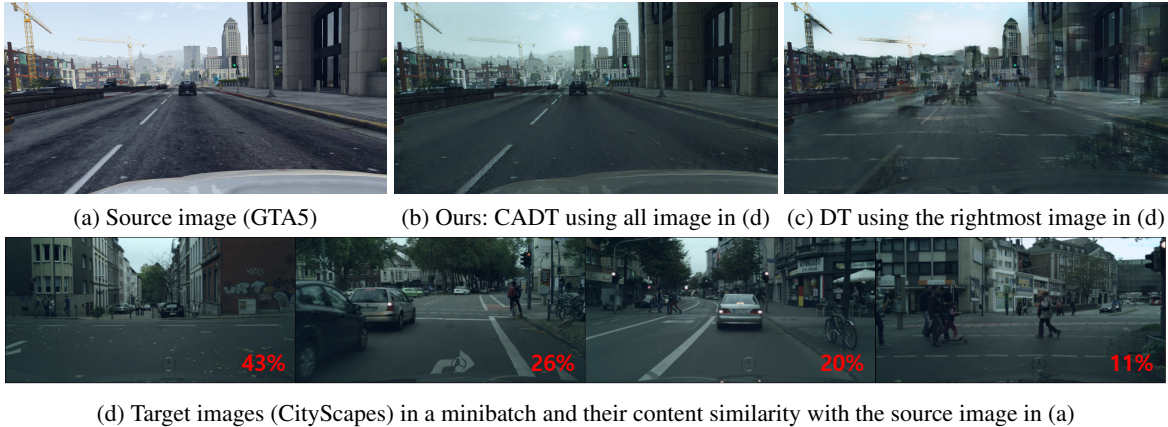 (a) Source image (GTA5)
(b) Ours: CADT using all image in (d)
(c) DT using the rightmost image in (d)
43%
26%
20%
11%
(d) Target images (CityScapes) in a minibatch and their content similarity with the source image in (a)